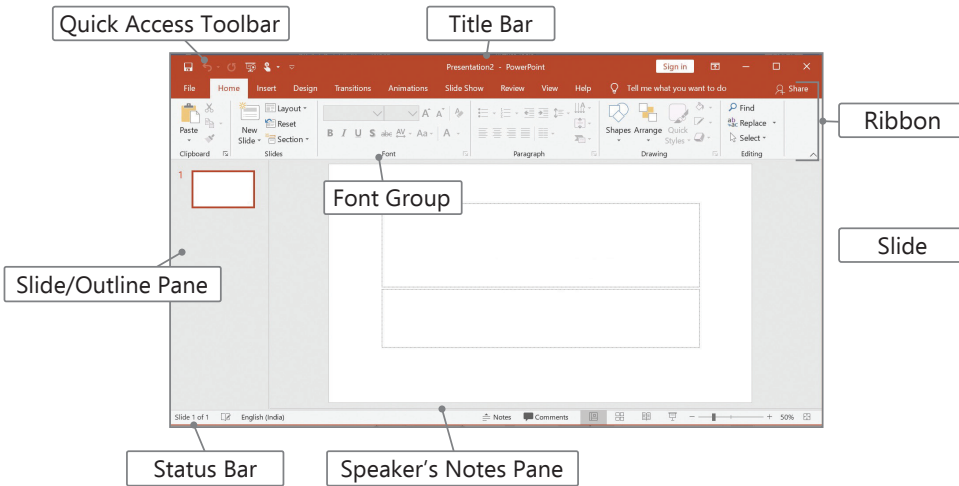 Quick Access Toolbar
Title Bar
Presentation2 - PowerPoint
Sign in
File Home Insert Design Transitions Animations Slide Show Review View Help Tell me what you want to do Share
Ribbon
Paste
New Slide
Layout
Reset
Section
B I U S abc AV Aa A
A A
Shapes Arrange Quick Styles
Find
Replace
Select
Clipboard Slides Font Paragraph Drawing Editing
1
Font Group
Slide
Slide/Outline Pane
Slide 1 of 1 English (India) Notes Comments 50%
Status Bar
Speaker's Notes Pane